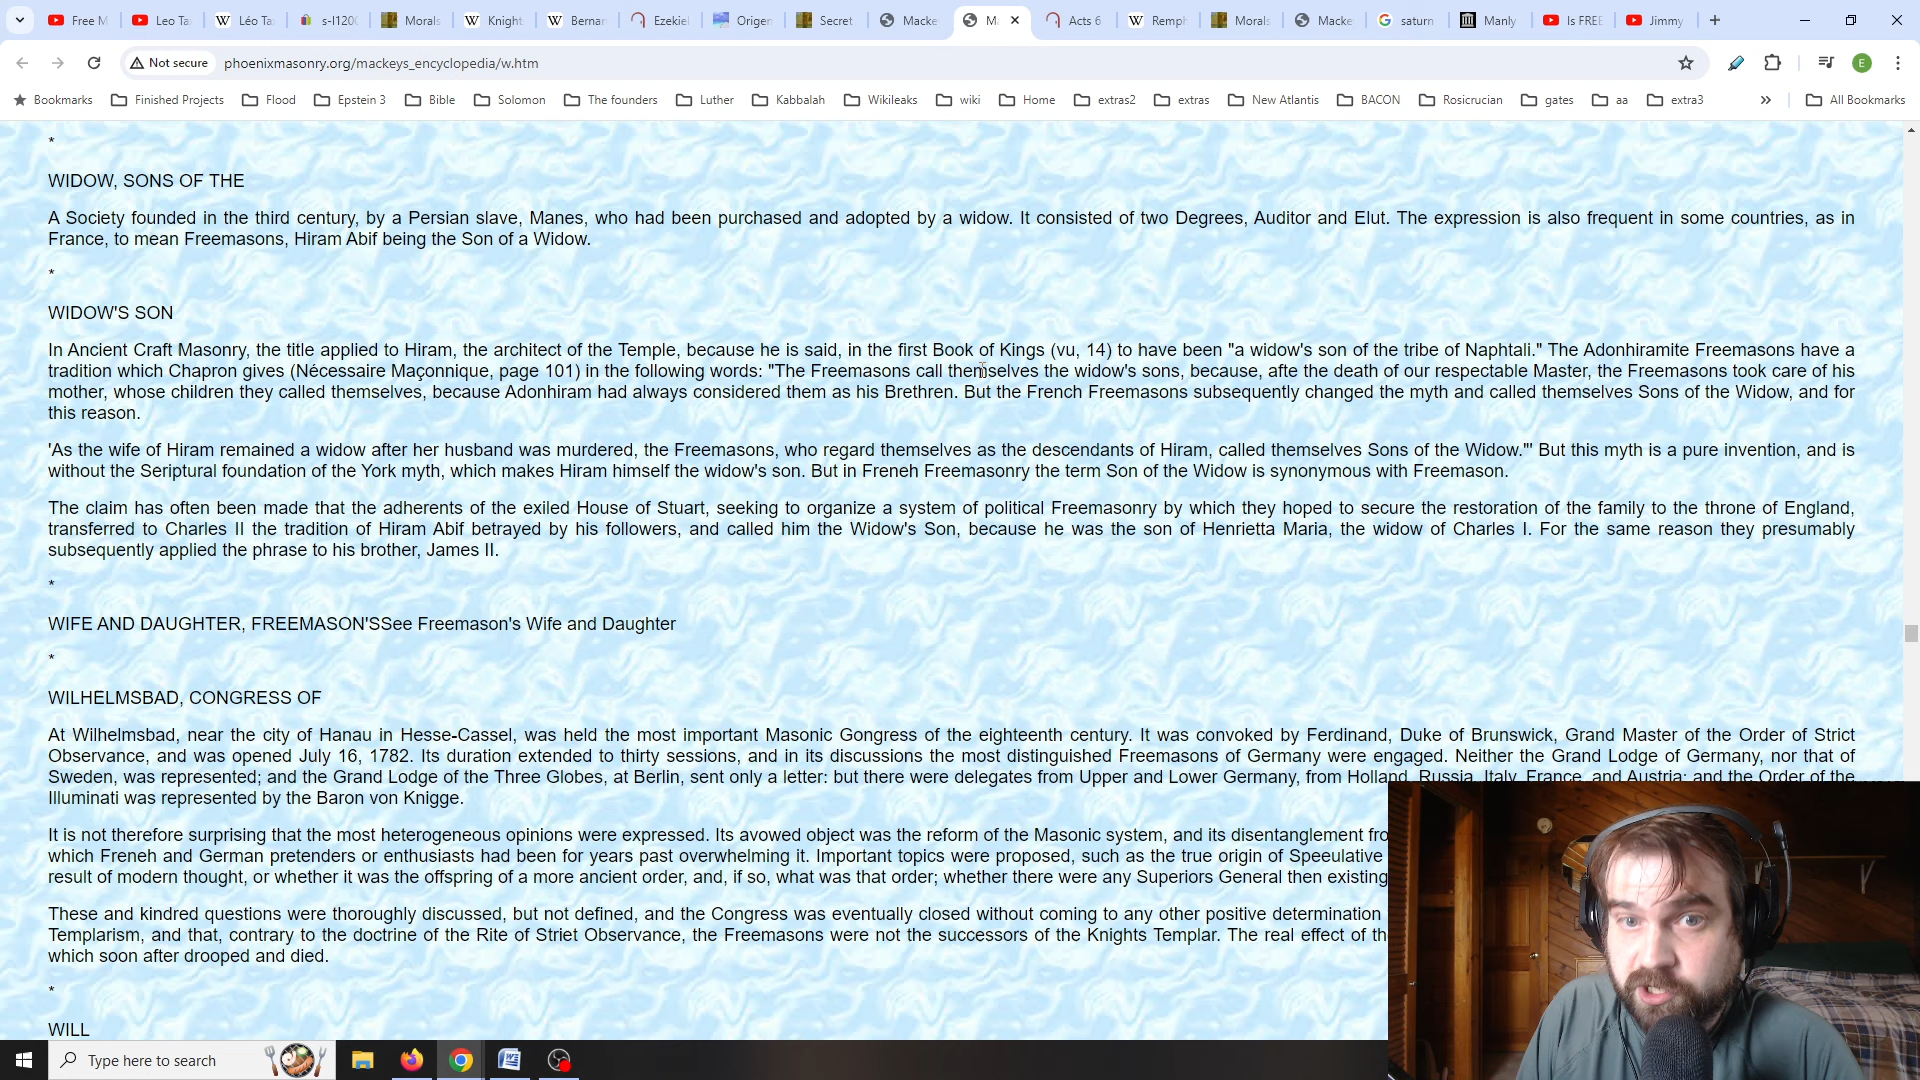 Free M
Leo Ta
Léo Ta
s-l120
Morals
Knight
Bernar
Ezekiel
Origen
Secret
Macke
Ma
Acts 6
Remph
Morals
Macke
saturn
Manly
Is FREE
Jimmy
Not secure
phoenixmasonry.org/mackeys_encyclopedia/w.htm
E
Bookmarks
Finished Projects
Flood
Epstein 3
Bible
Solomon
The founders
Luther
Kabbalah
Wikileaks
wiki
Home
extras2
extras
New Atlantis
BACON
Rosicrucian
gates
aa
extra3
»
All Bookmarks
*
WIDOW, SONS OF THE
A Society founded in the third century, by a Persian slave, Manes, who had been purchased and adopted by a widow. It consisted of two Degrees, Auditor and Elut. The expression is also frequent in some countries, as in
France, to mean Freemasons, Hiram Abif being the Son of a Widow.
*
WIDOW'S SON
In Ancient Craft Masonry, the title applied to Hiram, the architect of the Temple, because he is said, in the first Book of Kings (vu, 14) to have been "a widow's son of the tribe of Naphtali." The Adonhiramite Freemasons have a
tradition which Chapron gives (Nécessaire Maçonnique, page 101) in the following words: "The Freemasons call themselves the widow's sons, because, afte the death of our respectable Master, the Freemasons took care of his
mother, whose children they called themselves, because Adonhiram had always considered them as his Brethren. But the French Freemasons subsequently changed the myth and called themselves Sons of the Widow, and for
this reason.
'As the wife of Hiram remained a widow after her husband was murdered, the Freemasons, who regard themselves as the descendants of Hiram, called themselves Sons of the Widow."' But this myth is a pure invention, and is
without the Seriptural foundation of the York myth, which makes Hiram himself the widow's son. But in Freneh Freemasonry the term Son of the Widow is synonymous with Freemason.
The claim has often been made that the adherents of the exiled House of Stuart, seeking to organize a system of political Freemasonry by which they hoped to secure the restoration of the family to the throne of England,
transferred to Charles II the tradition of Hiram Abif betrayed by his followers, and called him the Widow's Son, because he was the son of Henrietta Maria, the widow of Charles I. For the same reason they presumably
subsequently applied the phrase to his brother, James II.
*
WIFE AND DAUGHTER, FREEMASON'SSee Freemason's Wife and Daughter
*
WILHELMSBAD, CONGRESS OF
At Wilhelmsbad, near the city of Hanau in Hesse-Cassel, was held the most important Masonic Gongress of the eighteenth century. It was convoked by Ferdinand, Duke of Brunswick, Grand Master of the Order of Strict
Observance, and was opened July 16, 1782. Its duration extended to thirty sessions, and in its discussions the most distinguished Freemasons of Germany were engaged. Neither the Grand Lodge of Germany, nor that of
Sweden, was represented; and the Grand Lodge of the Three Globes, at Berlin, sent only a letter: but there were delegates from Upper and Lower Germany, from Holland, Russia, Italy, France, and Austria; and the Order of the
Illuminati was represented by the Baron von Knigge.
It is not therefore surprising that the most heterogeneous opinions were expressed. Its avowed object was the reform of the Masonic system, and its disentanglement fro
which Freneh and German pretenders or enthusiasts had been for years past overwhelming it. Important topics were proposed, such as the true origin of Speeulative
result of modern thought, or whether it was the offspring of a more ancient order, and, if so, what was that order; whether there were any Superiors General then existing
These and kindred questions were thoroughly discussed, but not defined, and the Congress was eventually closed without coming to any other positive determination
Templarism, and that, contrary to the doctrine of the Rite of Striet Observance, the Freemasons were not the successors of the Knights Templar. The real effect of th
which soon after drooped and died.
*
WILL
Type here to search